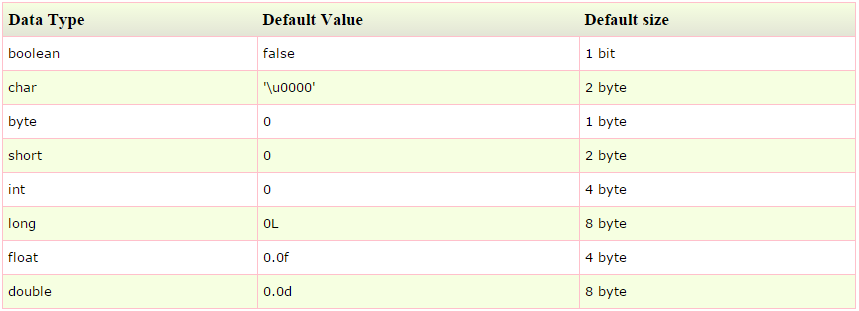 Data Type Default Value Default size
boolean false 1 bit
char '\u0000' 2 byte
byte 0 1 byte
short 0 2 byte
int 0 4 byte
long 0L 8 byte
float 0.0f 4 byte
double 0.0d 8 byte